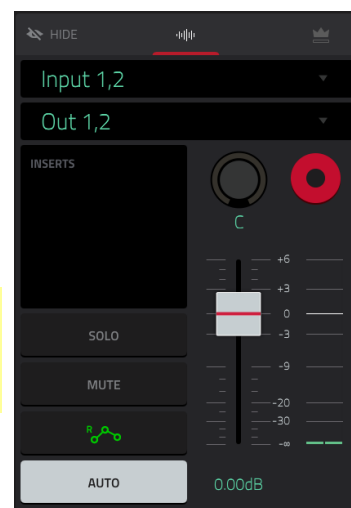 HIDE
Input 1,2
Out 1,2
INSERTS
C
+6
+3
0
-3
-9
-20
-30
-∞
SOLO
MUTE
R
AUTO
0.00dB